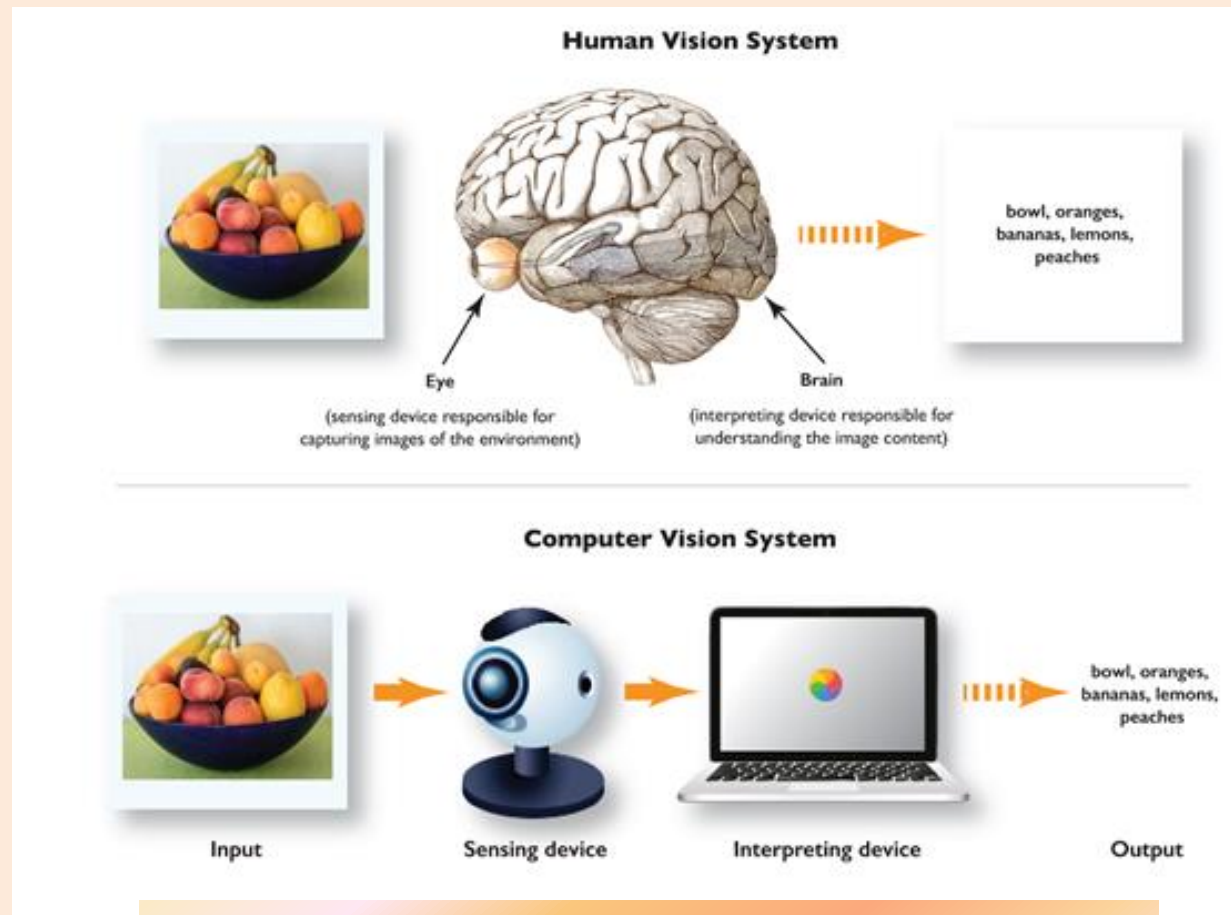 Human Vision System
bowl, oranges,
bananas, lemons,
peaches
Eye
(sensing device responsible for
capturing images of the environment)
Brain
(interpreting device responsible for
understanding the image content)
Computer Vision System
bowl, oranges,
bananas, lemons,
peaches
Input
Sensing device
Interpreting device
Output